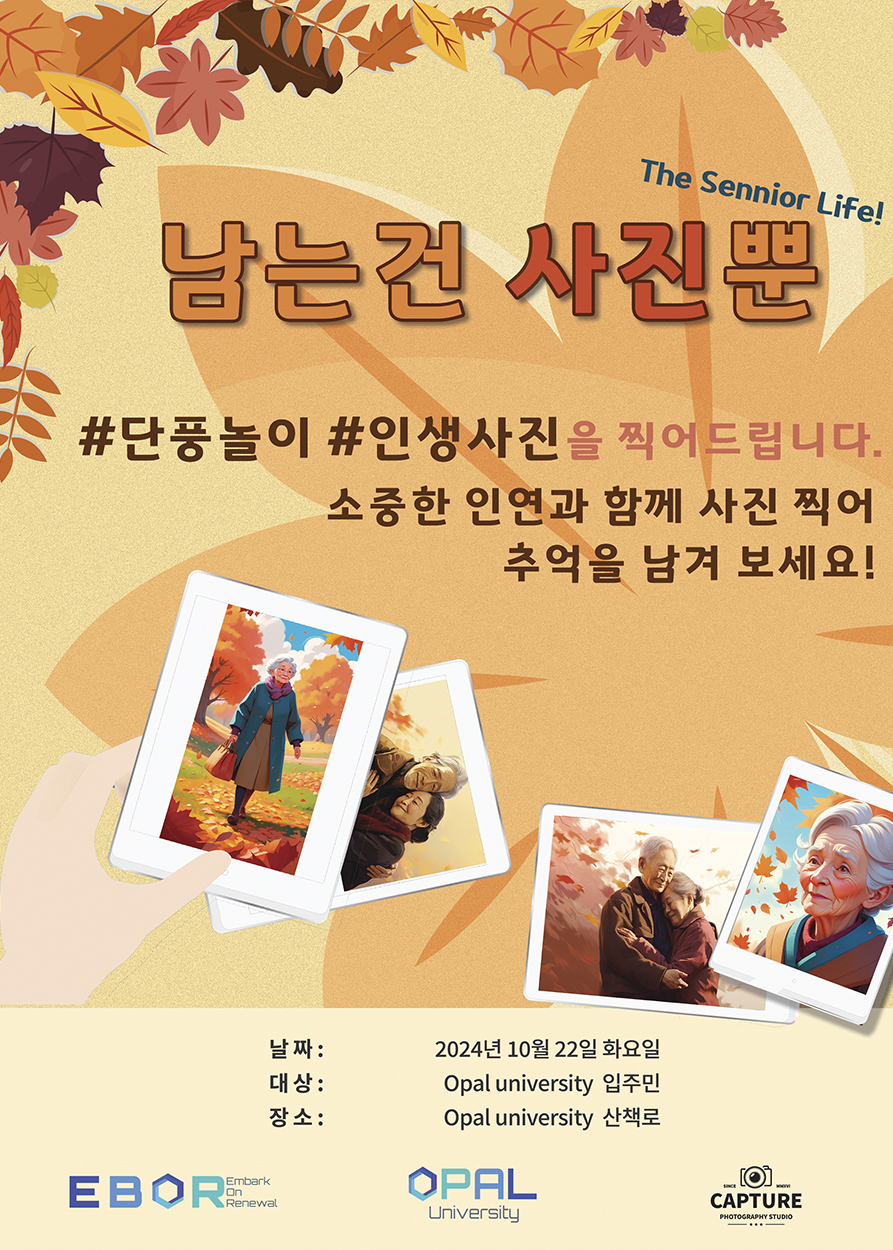 The Sennior Life!
남는건 사진뿐
#단풍놀이 #인생사진을 찍어드립니다.
소중한 인연과 함께 사진 찍어
추억을 남겨 보세요!
날짜: 2024년 10월 22일 화요일
대상: Opal university 입주민
장소: Opal university 산책로
EBOR
Embark
On
Renewal
OPAL
University
SINCE MMXIVI
CAPTURE
PHOTOGRAPHY STUDIO